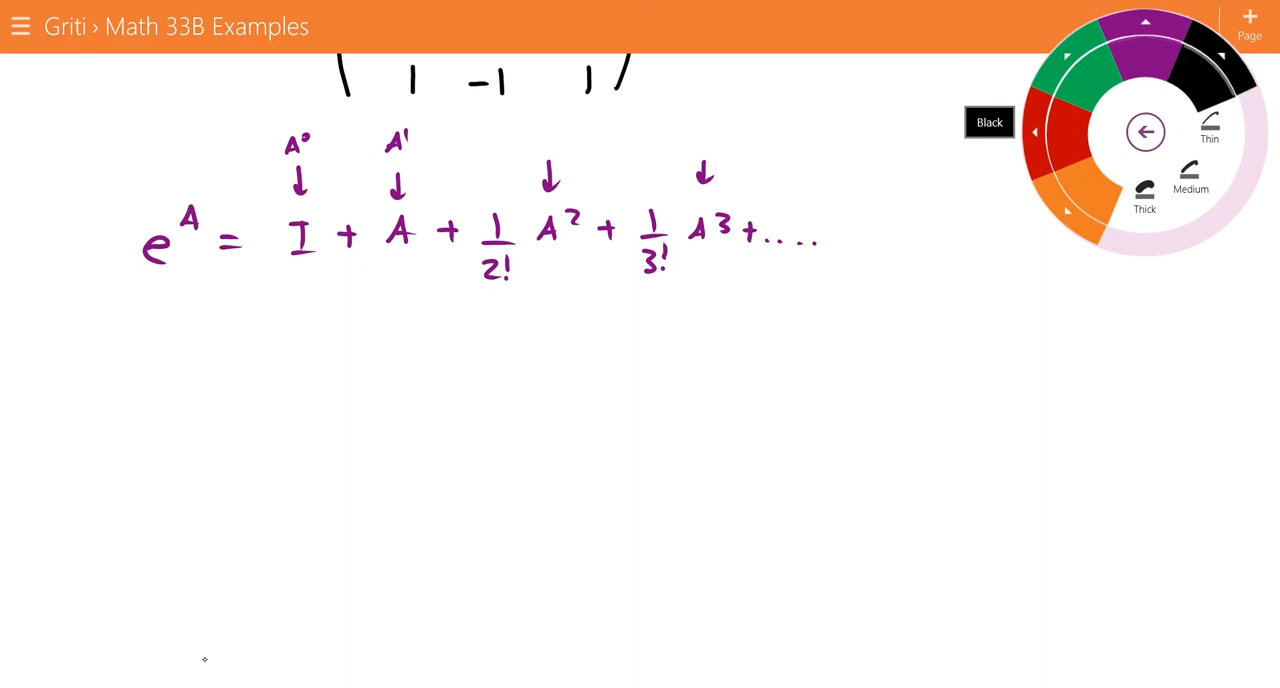 Griti › Math 33B Examples
Page
Black
Thin
Medium
Thick
( 1 -1 1 )
A⁰ A¹
↓ ↓ ↓ ↓
e^A = I + A + 1/2! A² + 1/3! A³ + ....